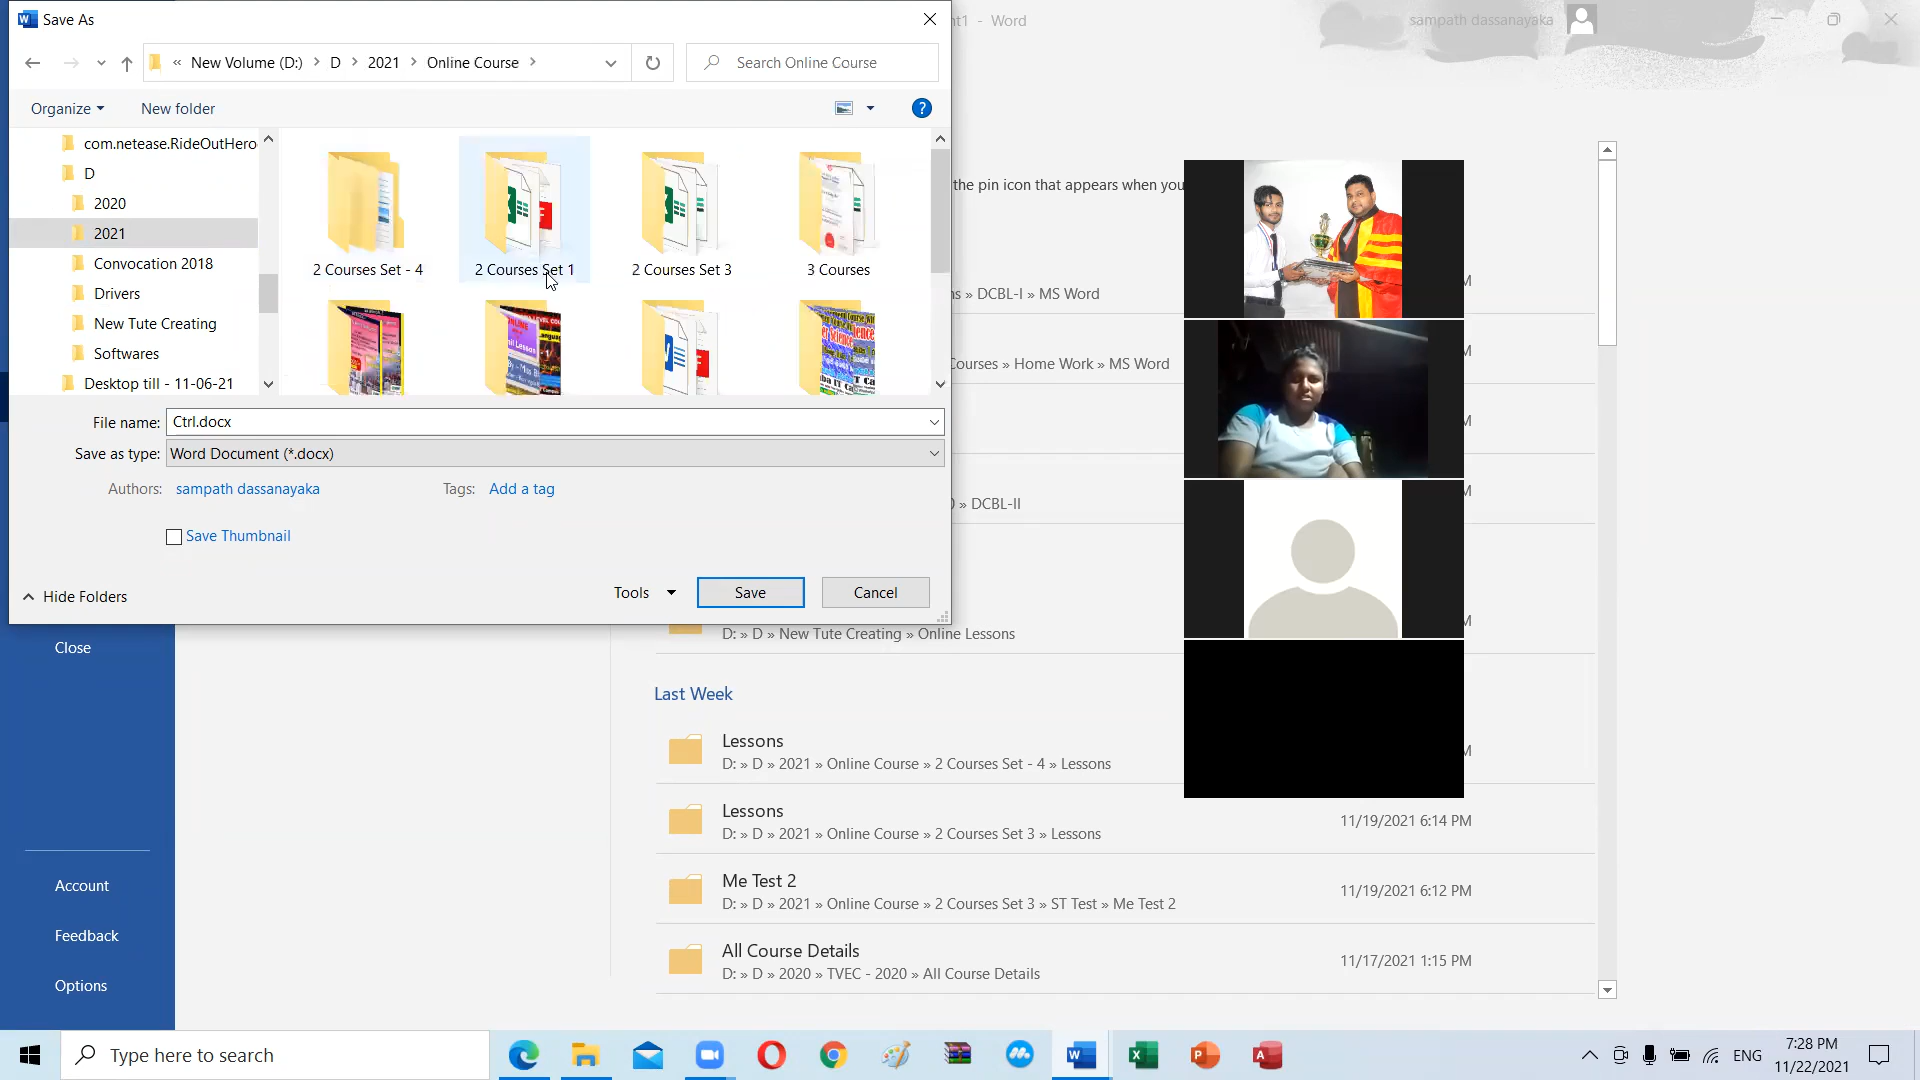 Save As
nt1 - Word
sampath dassanayaka
« New Volume (D:) > D > 2021 > Online Course >
Search Online Course
Organize
New folder
com.netease.RideOutHero
D
2020
2021
Convocation 2018
Drivers
New Tute Creating
Softwares
Desktop till - 11-06-21
2 Courses Set - 4
2 Courses Set 1
2 Courses Set 3
3 Courses
File name: Ctrl.docx
Save as type: Word Document (*.docx)
Authors: sampath dassanayaka
Tags: Add a tag
Save Thumbnail
Hide Folders
Tools
Save
Cancel
the pin icon that appears when you
» DCBL-I » MS Word
Courses » Home Work » MS Word
» DCBL-II
D: » D » New Tute Creating » Online Lessons
Last Week
Lessons
D: » D » 2021 » Online Course » 2 Courses Set - 4 » Lessons
Lessons
D: » D » 2021 » Online Course » 2 Courses Set 3 » Lessons
11/19/2021 6:14 PM
Me Test 2
D: » D » 2021 » Online Course » 2 Courses Set 3 » ST Test » Me Test 2
11/19/2021 6:12 PM
All Course Details
D: » D » 2020 » TVEC - 2020 » All Course Details
11/17/2021 1:15 PM
Close
Account
Feedback
Options
Type here to search
ENG
7:28 PM
11/22/2021